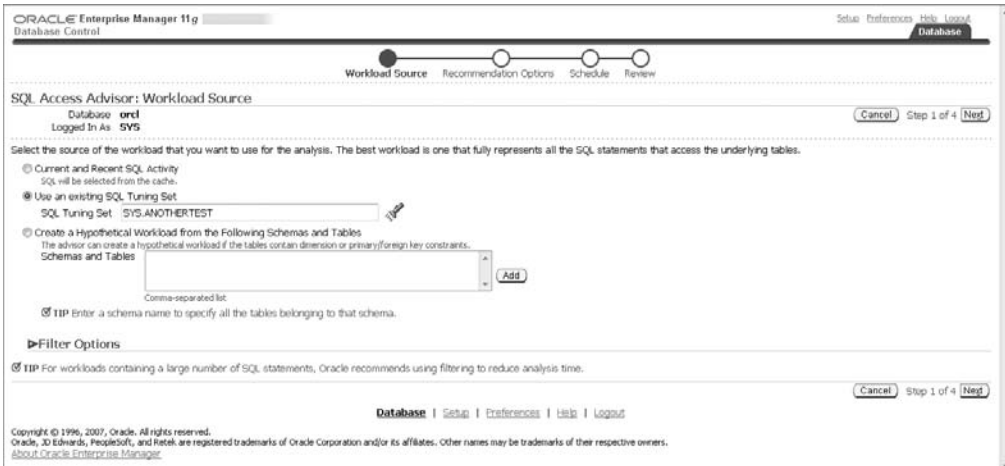 ORACLE Enterprise Manager 11g
Database Control
Setup Preferences Help Logout
Database
Workload Source Recommendation Options Schedule Review
SQL Access Advisor: Workload Source
Database orcl
Logged In As SYS
Cancel Step 1 of 4 Next
Select the source of the workload that you want to use for the analysis. The best workload is one that fully represents all the SQL statements that access the underlying tables.
Current and Recent SQL Activity
SQL will be selected from the cache.
Use an existing SQL Tuning Set
SQL Tuning Set SYS.ANOTHERTEST
Create a Hypothetical Workload from the Following Schemas and Tables
The advisor can create a hypothetical workload if the tables contain dimension or primary/foreign key constraints.
Schemas and Tables
Add
Comma-separated list
TIP Enter a schema name to specify all the tables belonging to that schema.
Filter Options
TIP For workloads containing a large number of SQL statements, Oracle recommends using filtering to reduce analysis time.
Cancel Step 1 of 4 Next
Database | Setup | Preferences | Help | Logout
Copyright © 1996, 2007, Oracle. All rights reserved.
Oracle, JD Edwards, PeopleSoft, and Retek are registered trademarks of Oracle Corporation and/or its affiliates. Other names may be trademarks of their respective owners.
About Oracle Enterprise Manager